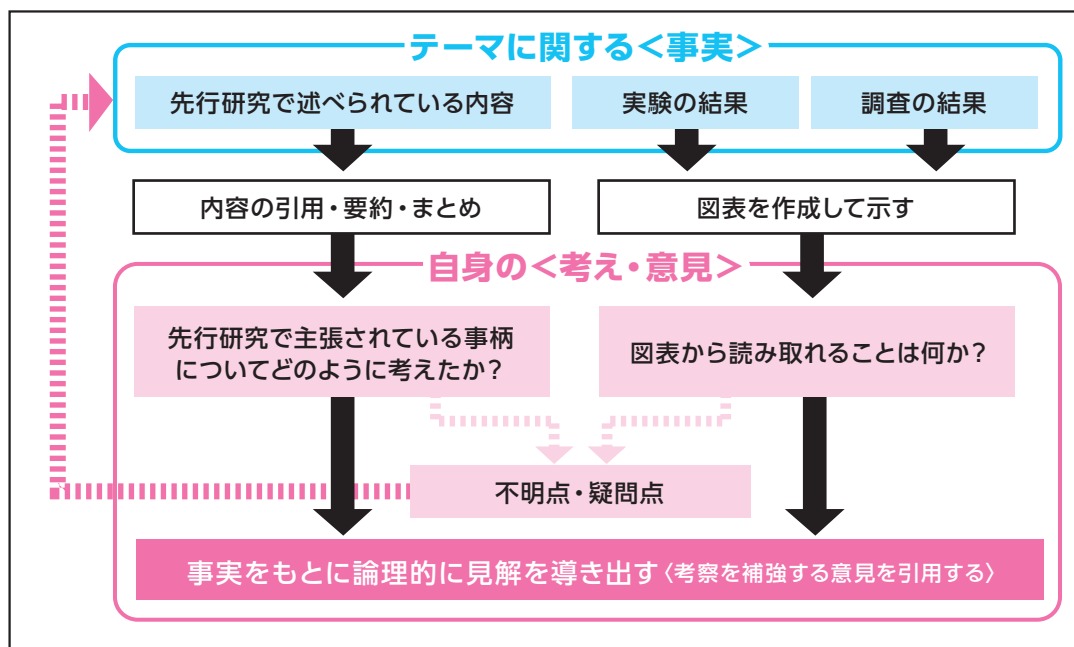 テーマに関する<事実>
先行研究で述べられている内容
実験の結果
調査の結果
内容の引用・要約・まとめ
図表を作成して示す
自身の<考え・意見>
先行研究で主張されている事柄
についてどのように考えたか?
図表から読み取れることは何か?
不明点・疑問点
事実をもとに論理的に見解を導き出す〈考察を補強する意見を引用する〉